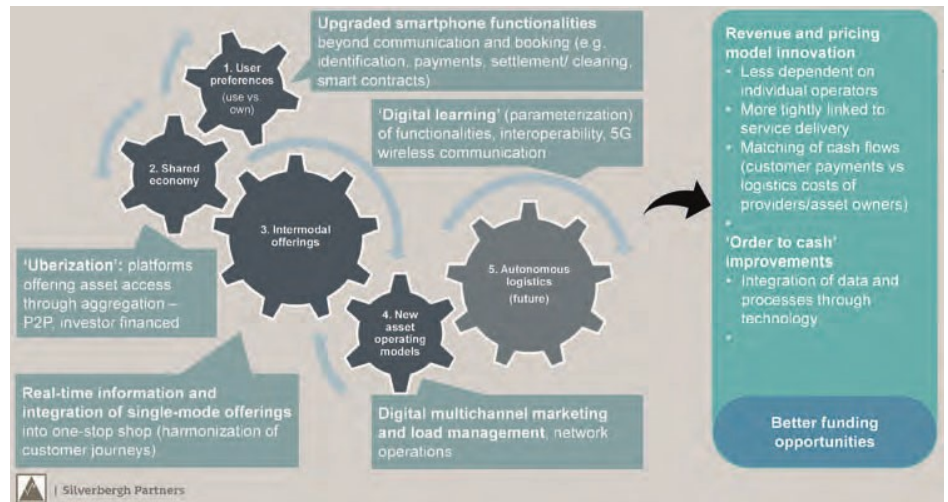 Upgraded smartphone functionalities
beyond communication and booking (e.g.
identification, payments, settlement/ clearing,
smart contracts)
1. User
preferences
(use vs
own)
'Digital learning' (parameterization)
of functionalities, interoperability, 5G
wireless communication
2. Shared
economy
3. Intermodal
offerings
'Uberization': platforms
offering asset access
through aggregation –
P2P, investor financed
4. New
asset
operating
models
5. Autonomous
logistics
(future)
Real-time information and
integration of single-mode offerings
into one-stop shop (harmonization of
customer journeys)
Digital multichannel marketing
and load management, network
operations
Revenue and pricing
model innovation
• Less dependent on
individual operators
• More tightly linked to
service delivery
• Matching of cash flows
(customer payments vs
logistics costs of
providers/asset owners)
•
'Order to cash'
improvements
• Integration of data and
processes through
technology
•
Better funding
opportunities
| Silverbergh Partners